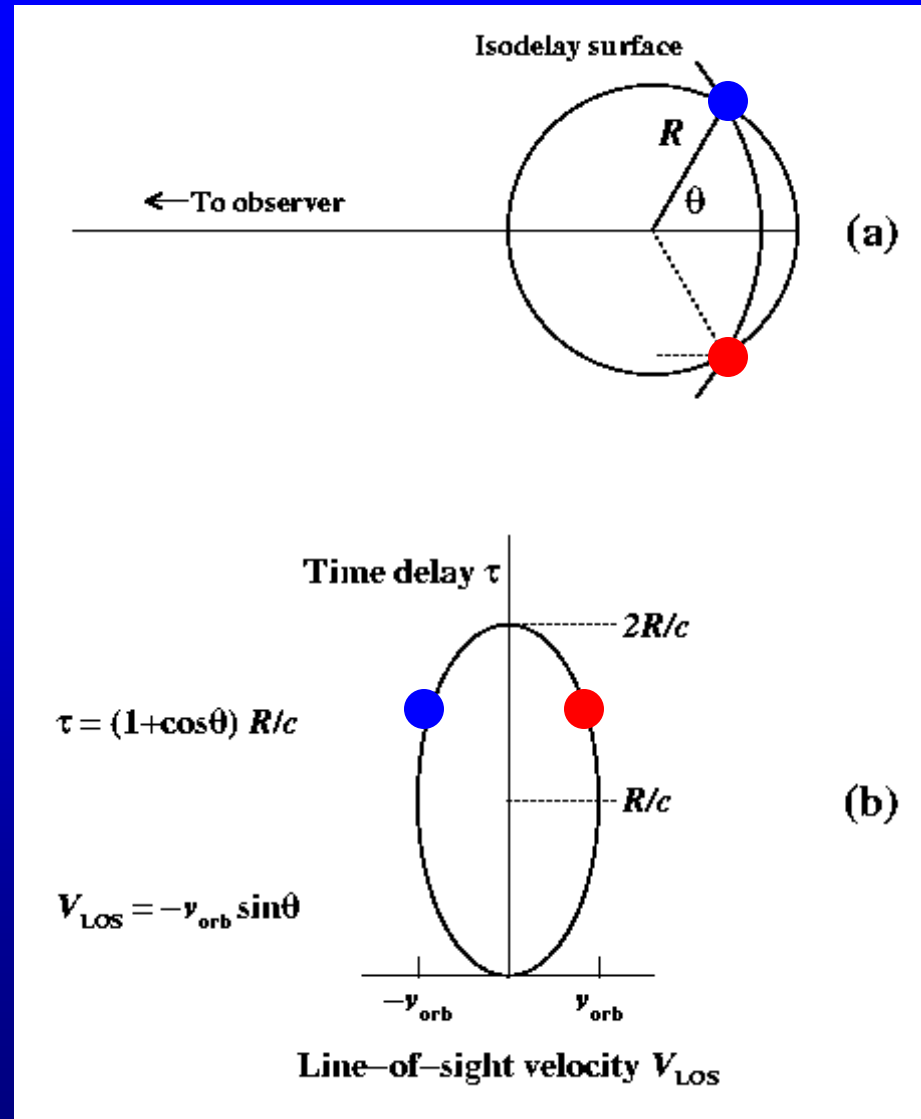 Isodelay surface
R
θ
←To observer
(a)
Time delay τ
2R/c
τ = (1+cosθ) R/c
R/c
(b)
V_LOS = −v_orb sinθ
−v_orb v_orb
Line−of−sight velocity V_LOS